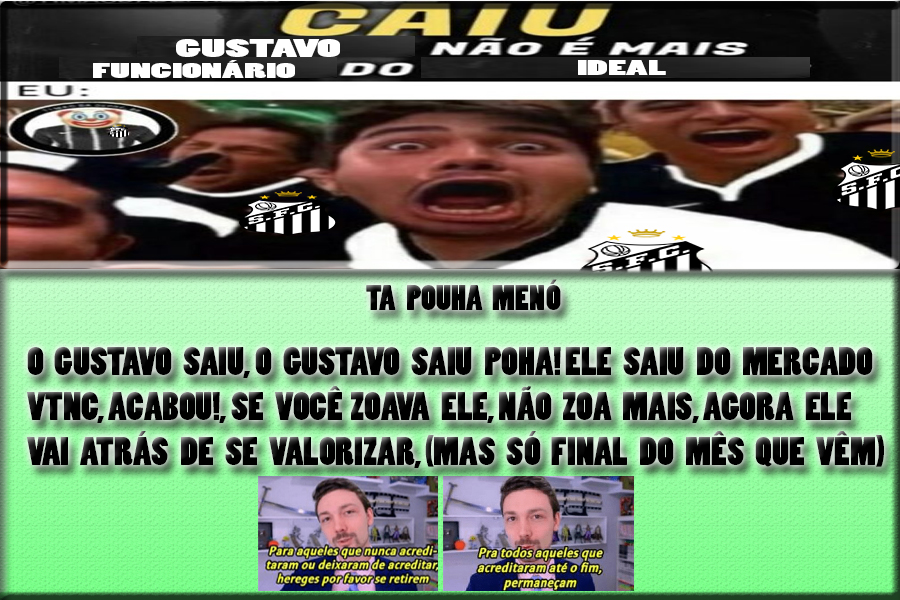 CAIU
GUSTAVO NÃO É MAIS
FUNCIONÁRIO DO IDEAL
EU:
S.F.C.
S.F.C.
S.F.C.
TA POUHA MENÓ
O GUSTAVO SAIU, O GUSTAVO SAIU POHA! ELE SAIU DO MERCADO
VTNC, ACABOU!, SE VOCÊ ZOAVA ELE, NÃO ZOA MAIS, AGORA ELE
VAI ATRÁS DE SE VALORIZAR, (MAS SÓ FINAL DO MÊS QUE VÊM)
Para aqueles que nunca acredi-
taram ou deixaram de acreditar,
hereges por favor se retirem
Pra todos aqueles que
acreditaram até o fim,
permaneçam